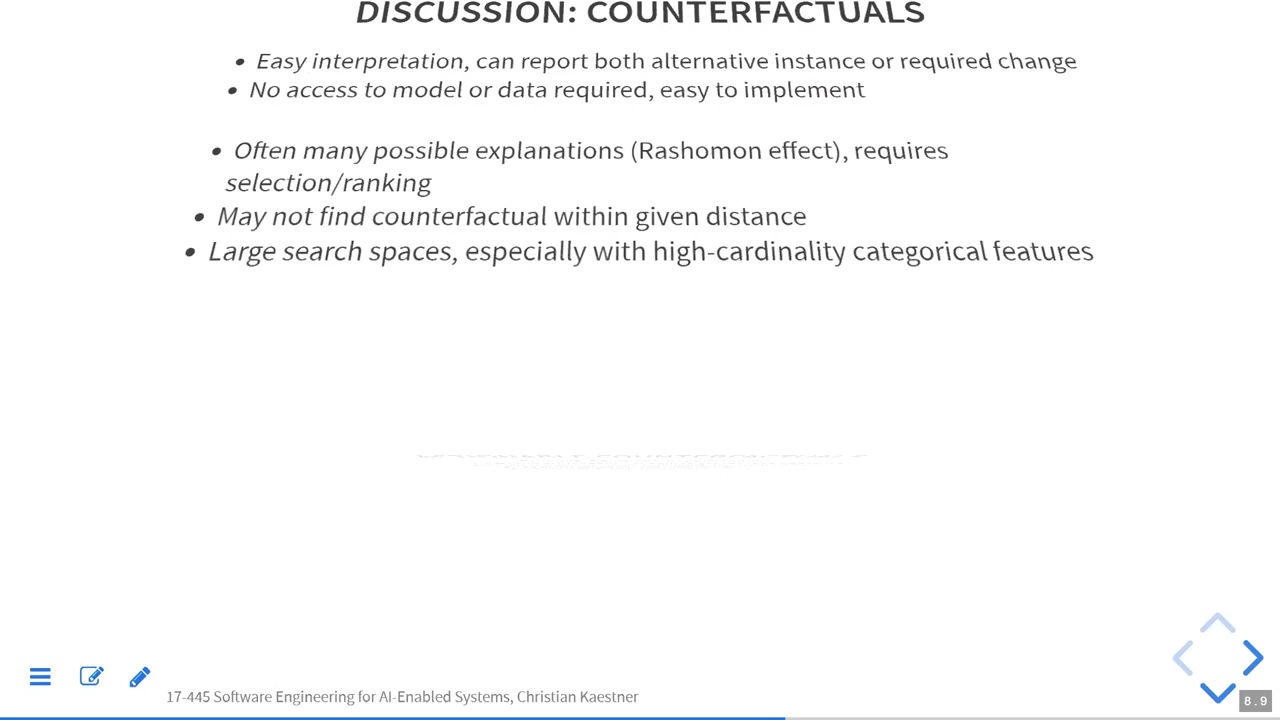 DISCUSSION: COUNTERFACTUALS
• Easy interpretation, can report both alternative instance or required change
• No access to model or data required, easy to implement
• Often many possible explanations (Rashomon effect), requires
selection/ranking
• May not find counterfactual within given distance
• Large search spaces, especially with high-cardinality categorical features
17-445 Software Engineering for AI-Enabled Systems, Christian Kaestner
8.9